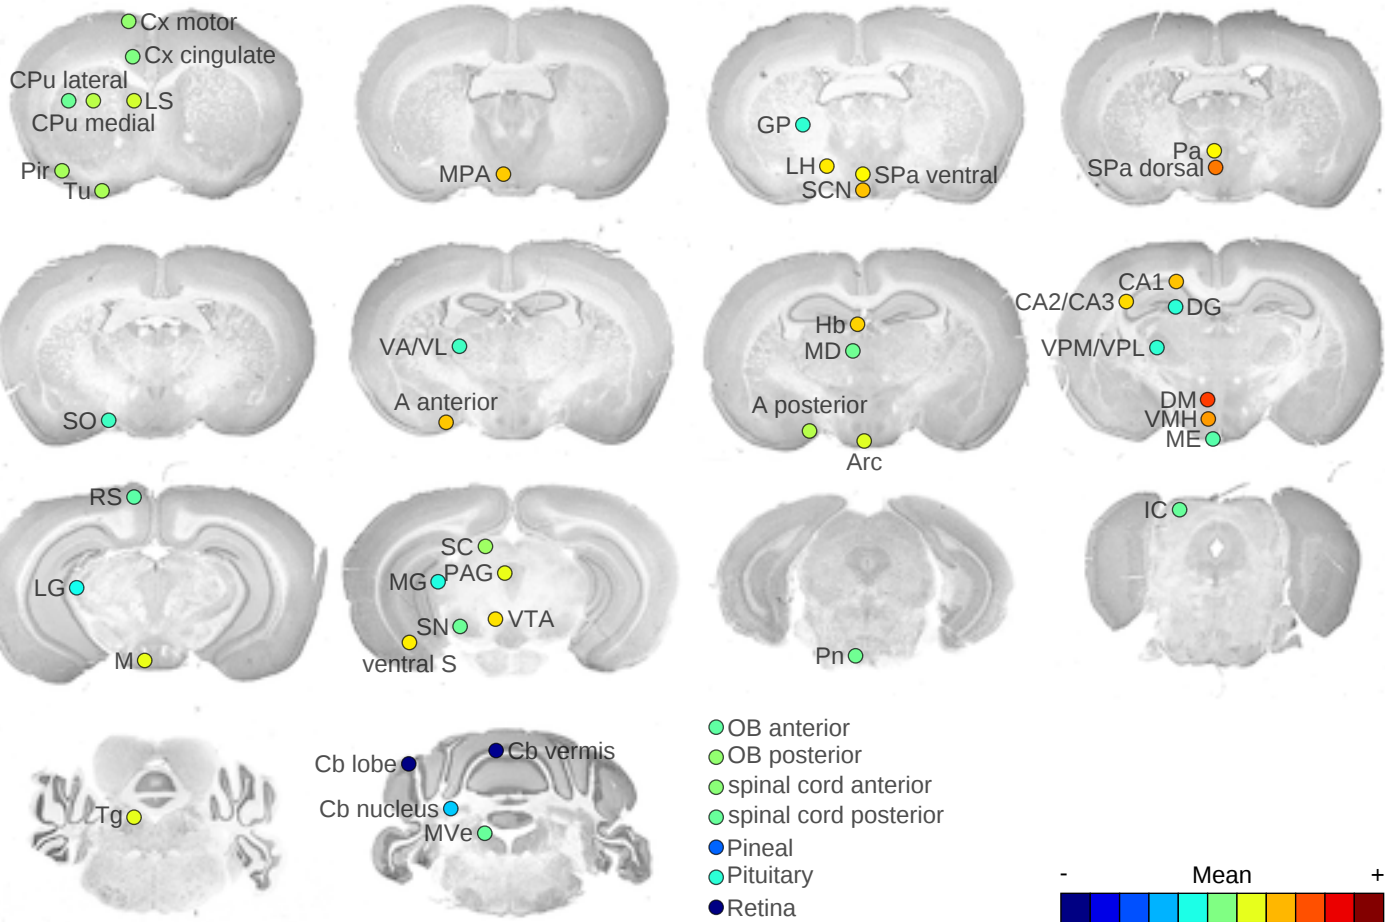 Cx motor
Cx cingulate
CPu lateral
LS
CPu medial
Pir
Tu
MPA
GP
LH
SPa ventral
SCN
Pa
SPa dorsal
SO
VA/VL
A anterior
Hb
MD
A posterior
Arc
CA1
CA2/CA3
DG
VPM/VPL
DM
VMH
ME
RS
LG
M
SC
MG
PAG
SN
VTA
ventral S
Pn
IC
Tg
Cb lobe
Cb vermis
Cb nucleus
MVe
OB anterior
OB posterior
spinal cord anterior
spinal cord posterior
Pineal
Pituitary
Retina
- Mean +